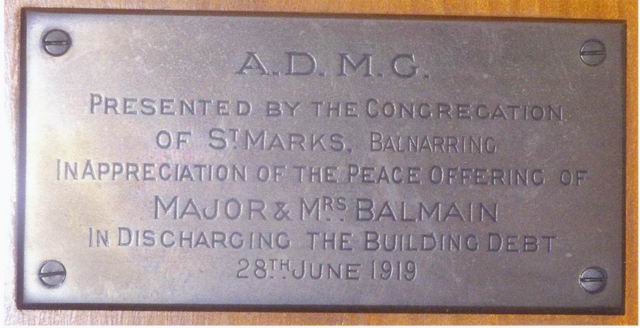 A.D.M.G.
PRESENTED BY THE CONGREGATION
OF ST. MARKS, BALNARRING
IN APPRECIATION OF THE PEACE OFFERING OF
MAJOR & MRS. BALMAIN
IN DISCHARGING THE BUILDING DEBT
28TH. JUNE 1919